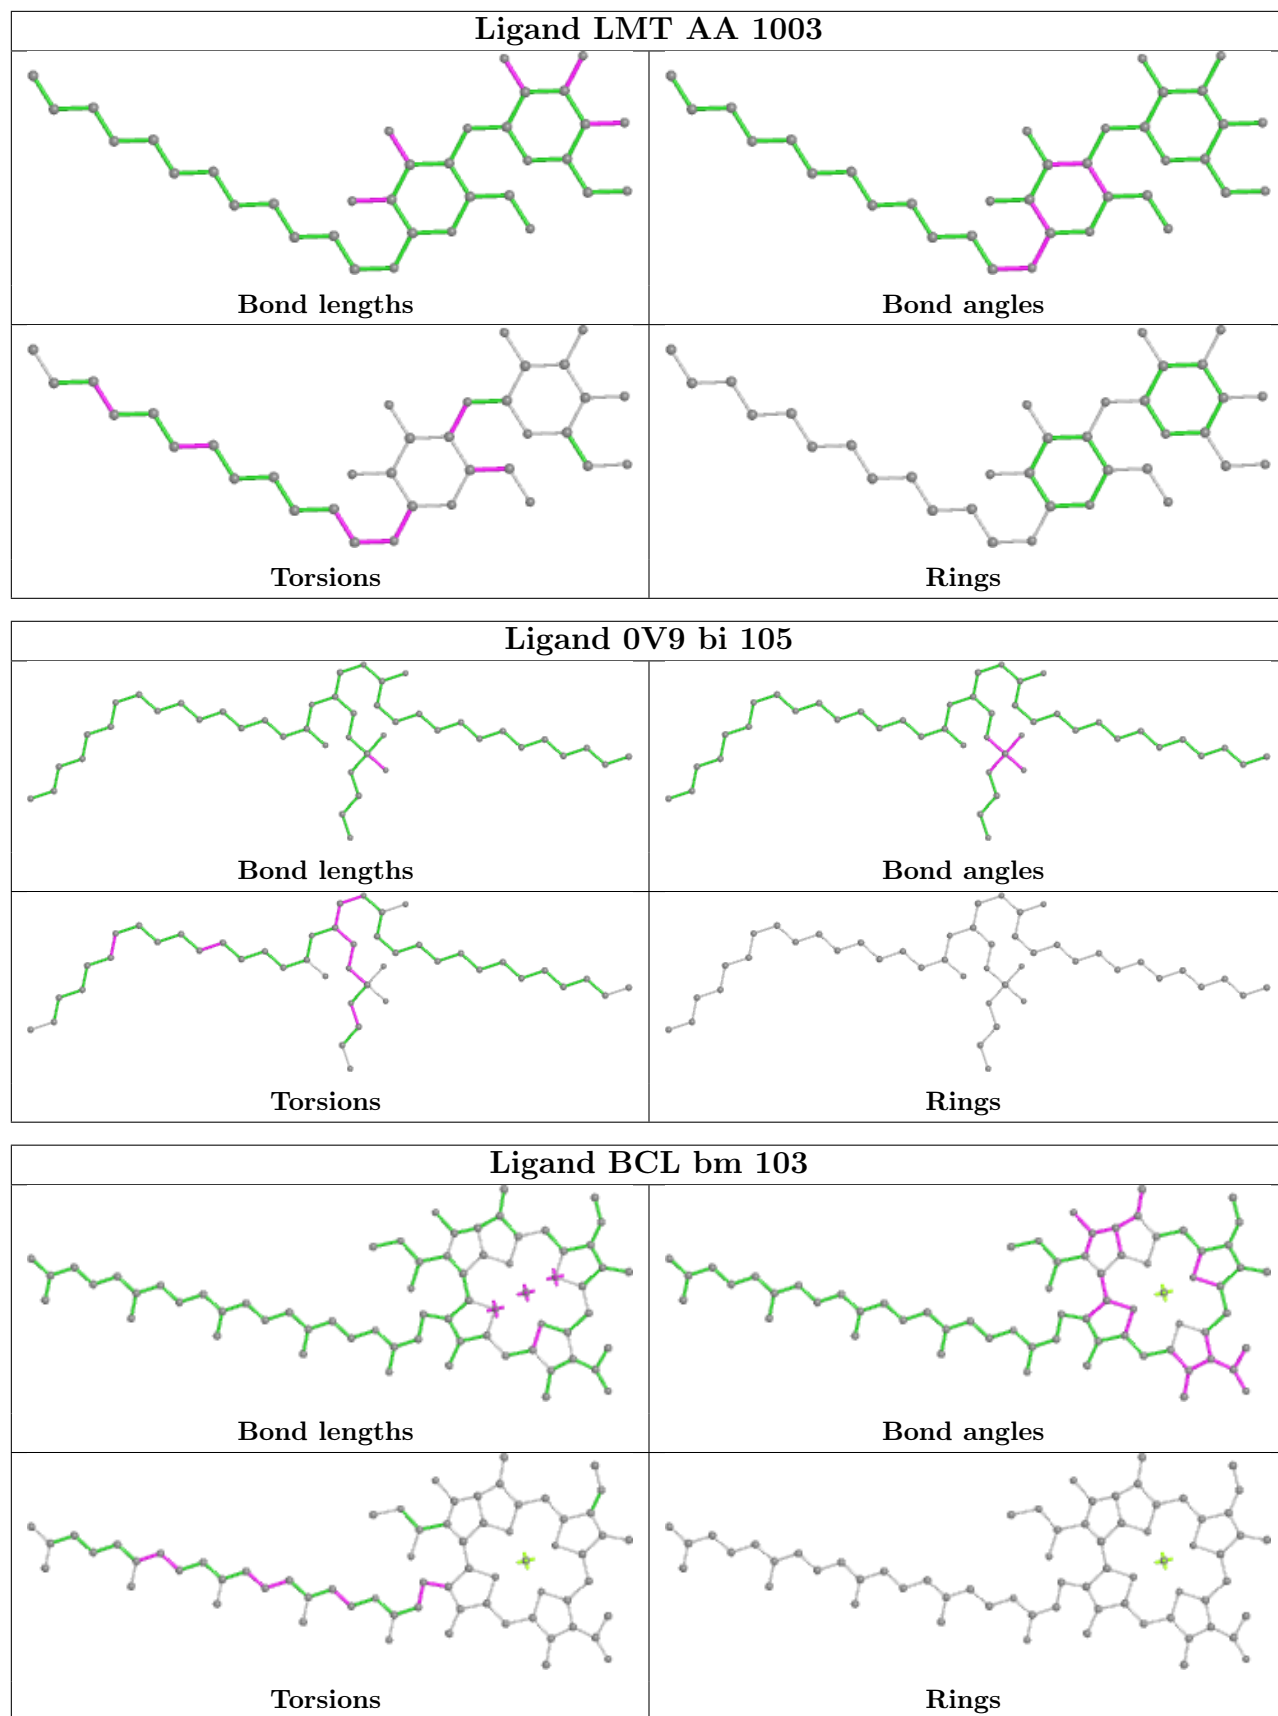 Ligand LMT AA 1003
Bond lengths
Bond angles
Torsions
Rings
Ligand 0V9 bi 105
Bond lengths
Bond angles
Torsions
Rings
Ligand BCL bm 103
Bond lengths
Bond angles
Torsions
Rings